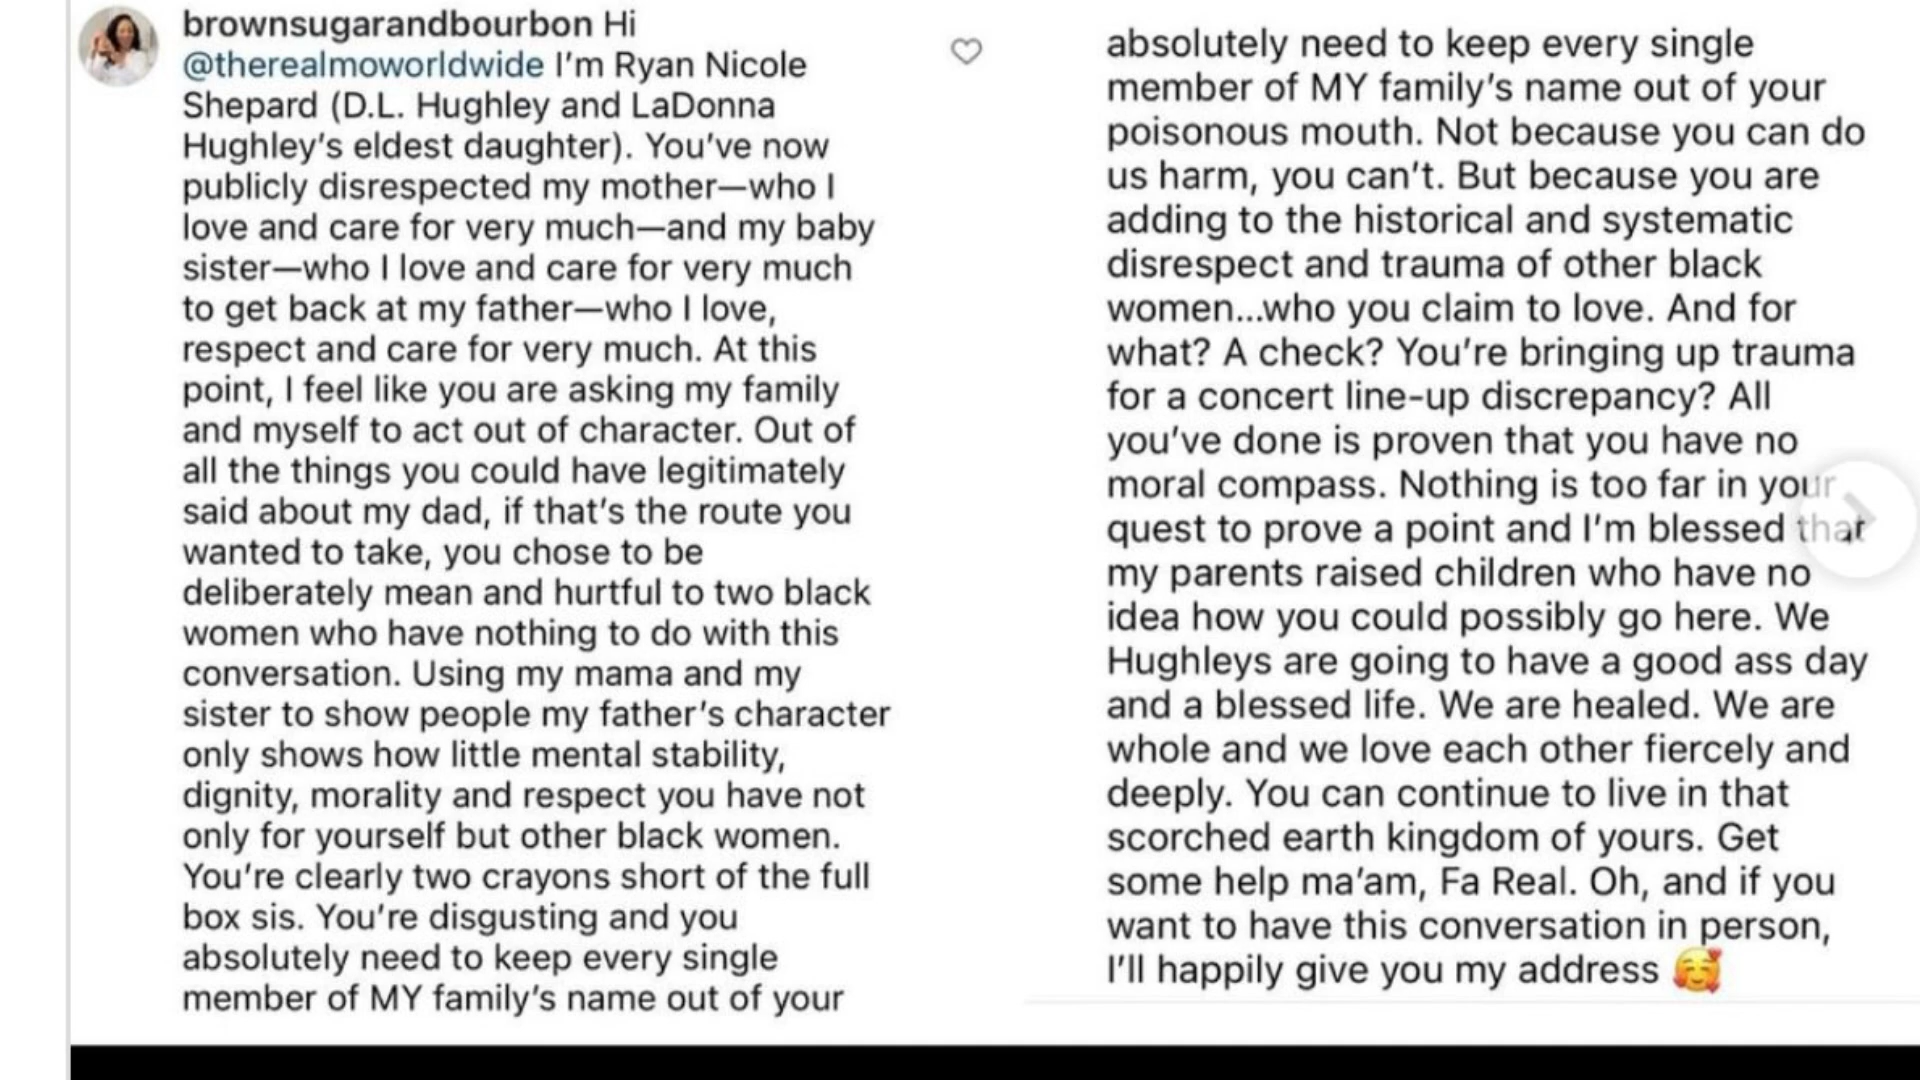 brownsugarandbourbon Hi
@therealmoworldwide I'm Ryan Nicole
Shepard (D.L. Hughley and LaDonna
Hughley's eldest daughter). You've now
publicly disrespected my mother—who I
love and care for very much—and my baby
sister—who I love and care for very much
to get back at my father—who I love,
respect and care for very much. At this
point, I feel like you are asking my family
and myself to act out of character. Out of
all the things you could have legitimately
said about my dad, if that's the route you
wanted to take, you chose to be
deliberately mean and hurtful to two black
women who have nothing to do with this
conversation. Using my mama and my
sister to show people my father's character
only shows how little mental stability,
dignity, morality and respect you have not
only for yourself but other black women.
You're clearly two crayons short of the full
box sis. You're disgusting and you
absolutely need to keep every single
member of MY family's name out of your
absolutely need to keep every single
member of MY family's name out of your
poisonous mouth. Not because you can do
us harm, you can't. But because you are
adding to the historical and systematic
disrespect and trauma of other black
women...who you claim to love. And for
what? A check? You're bringing up trauma
for a concert line-up discrepancy? All
you've done is proven that you have no
moral compass. Nothing is too far in your
quest to prove a point and I'm blessed that
my parents raised children who have no
idea how you could possibly go here. We
Hughleys are going to have a good ass day
and a blessed life. We are healed. We are
whole and we love each other fiercely and
deeply. You can continue to live in that
scorched earth kingdom of yours. Get
some help ma'am, Fa Real. Oh, and if you
want to have this conversation in person,
I'll happily give you my address 🥰